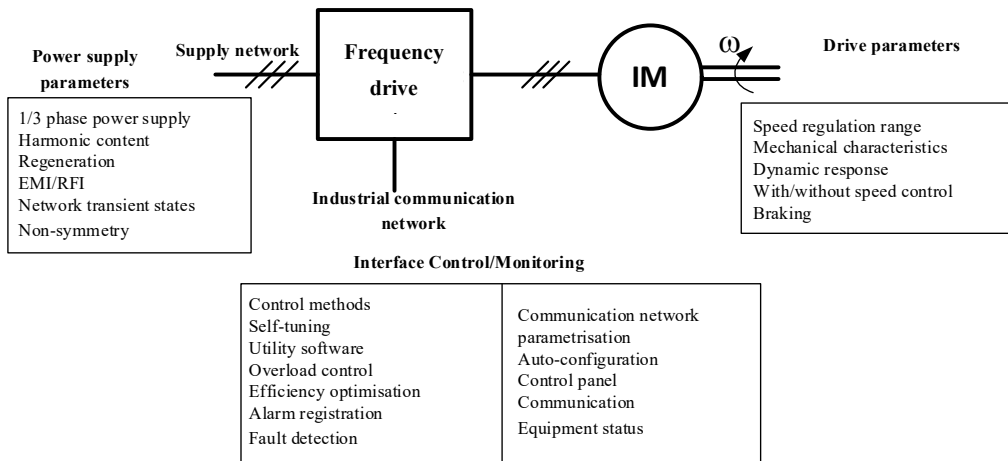 Power supply
parameters
1/3 phase power supply
Harmonic content
Regeneration
EMI/RFI
Network transient states
Non-symmetry
Supply network
Frequency
drive
Industrial communication
network
IM
ω
Drive parameters
Speed regulation range
Mechanical characteristics
Dynamic response
With/without speed control
Braking
Interface Control/Monitoring
Control methods
Self-tuning
Utility software
Overload control
Efficiency optimisation
Alarm registration
Fault detection
Communication network
parametrisation
Auto-configuration
Control panel
Communication
Equipment status